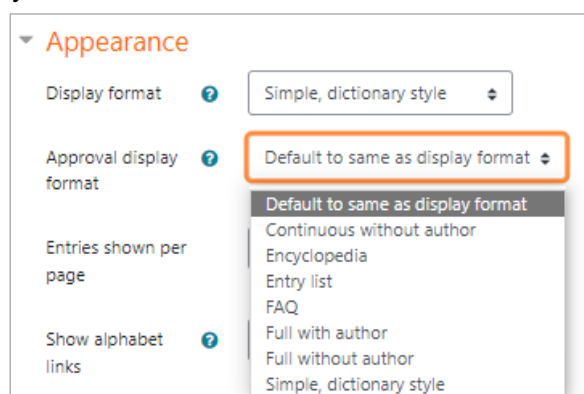 Appearance
Display format
Simple, dictionary style
Approval display
format
Default to same as display format
Default to same as display format
Continuous without author
Encyclopedia
Entry list
FAQ
Full with author
Full without author
Simple, dictionary style
Entries shown per
page
Show alphabet
links